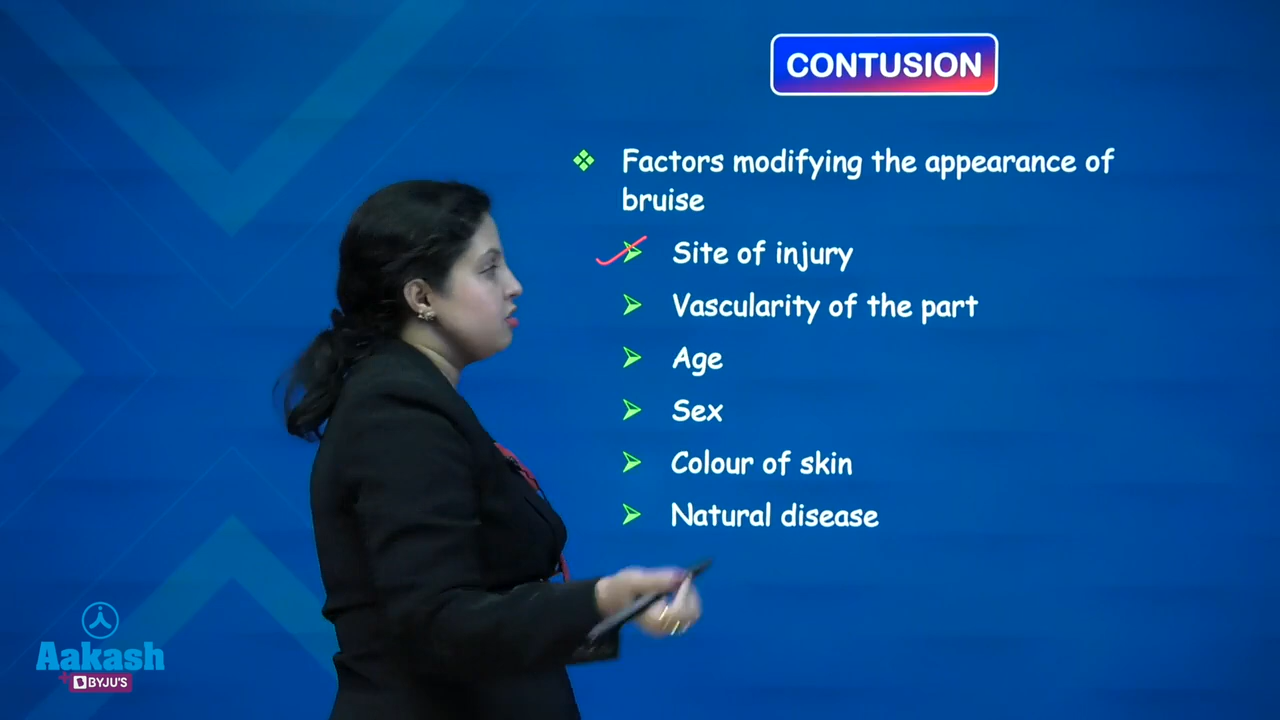 CONTUSION
Factors modifying the appearance of
bruise
Site of injury
Vascularity of the part
Age
Sex
Colour of skin
Natural disease
Aakash
+ BYJU'S